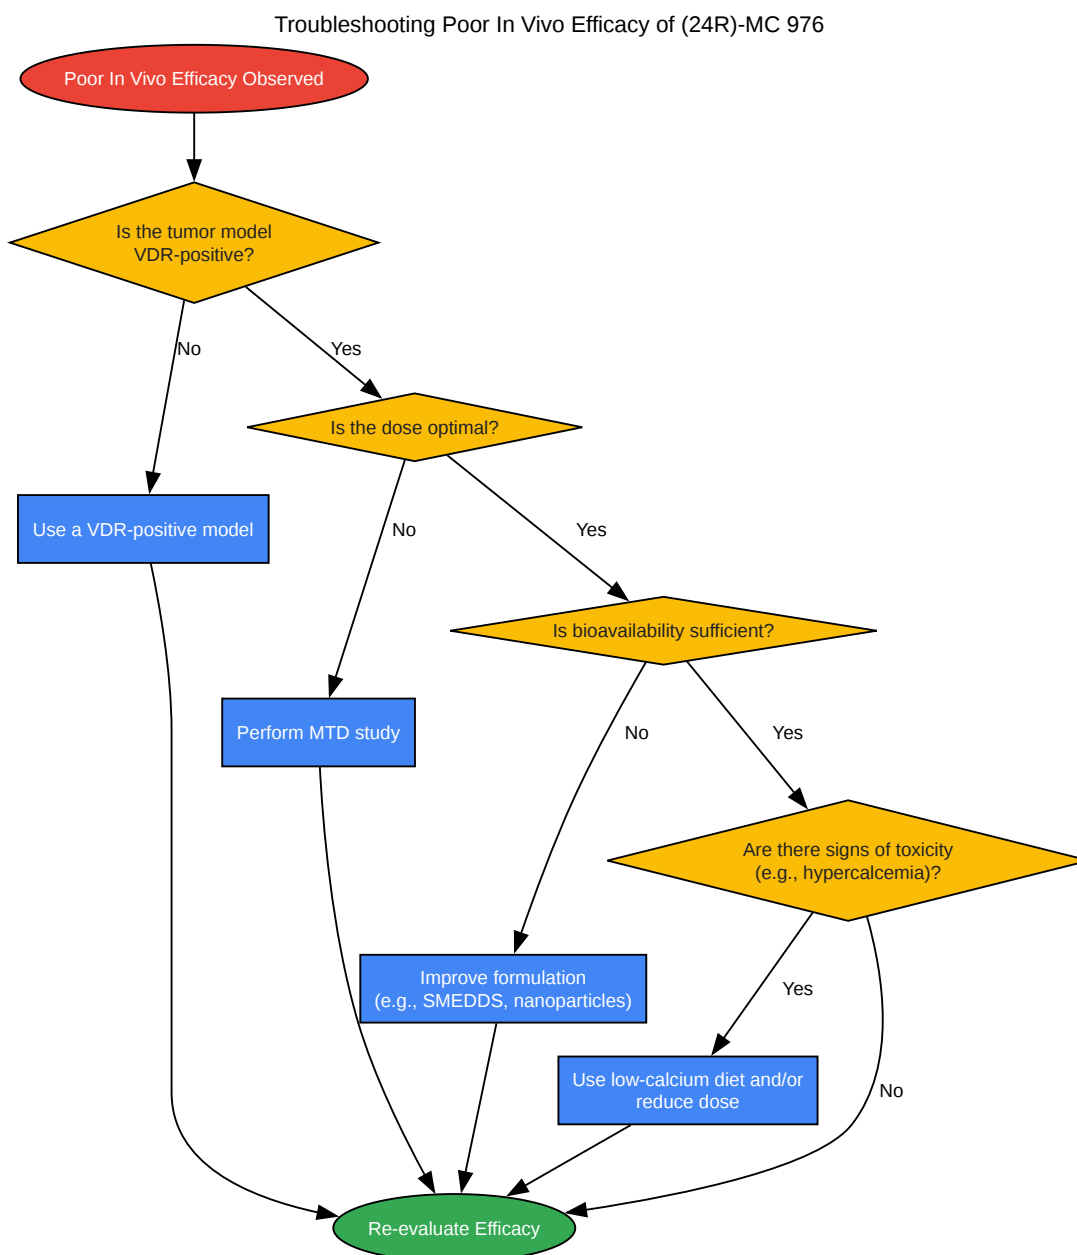 Troubleshooting Poor In Vivo Efficacy of (24R)-MC 976
Poor In Vivo Efficacy Observed
Is the tumor model
VDR-positive?
No
Yes
Is the dose optimal?
Use a VDR-positive model
No
Yes
Is bioavailability sufficient?
Perform MTD study
No
Yes
Are there signs of toxicity
(e.g., hypercalcemia)?
Improve formulation
(e.g., SMEDDS, nanoparticles)
Yes
Use low-calcium diet and/or
reduce dose
No
Re-evaluate Efficacy